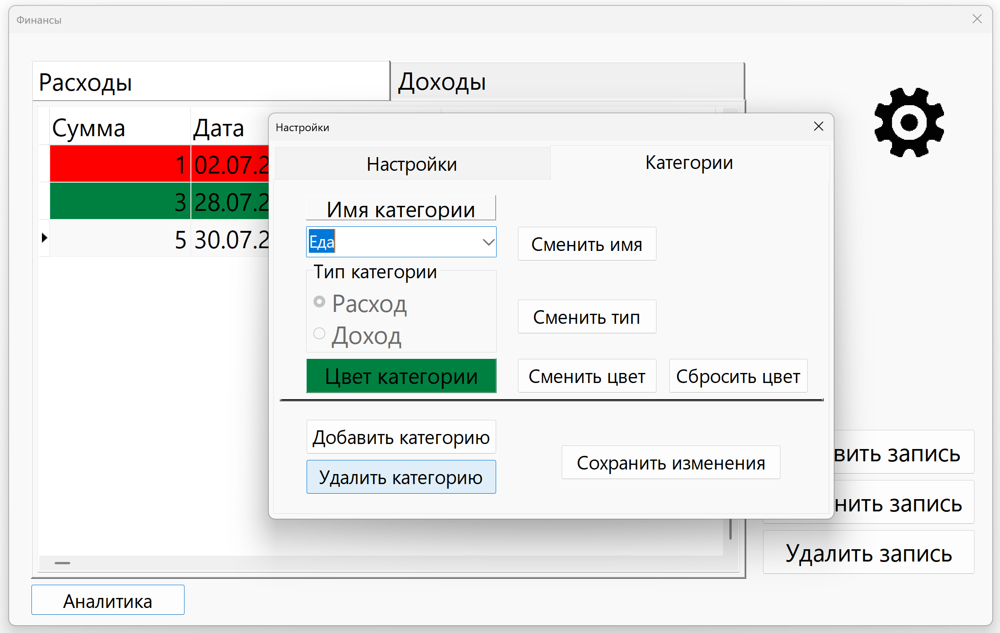 Финансы
Расходы
Доходы
Сумма
Дата
1
02.07.2
3
28.07.2
5
30.07.2
Настройки
Настройки
Категории
Имя категории
Еда
Сменить имя
Тип категории
Расход
Доход
Сменить тип
Цвет категории
Сменить цвет
Сбросить цвет
Добавить категорию
Удалить категорию
Сохранить изменения
вить запись
нить запись
Удалить запись
Аналитика